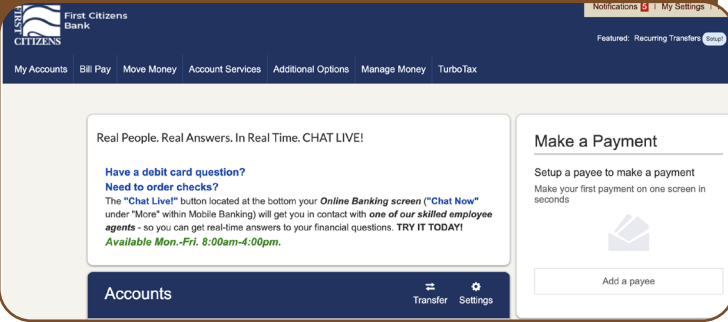 FIRST
CITIZENS
First Citizens
Bank
Notifications 5 | My Settings |
Featured: Recurring Transfers Setup!
My Accounts Bill Pay Move Money Account Services Additional Options Manage Money TurboTax
Real People. Real Answers. In Real Time. CHAT LIVE!
Have a debit card question?
Need to order checks?
The "Chat Live!" button located at the bottom your Online Banking screen ("Chat Now"
under "More" within Mobile Banking) will get you in contact with one of our skilled employee
agents - so you can get real-time answers to your financial questions. TRY IT TODAY!
Available Mon.-Fri. 8:00am-4:00pm.
Make a Payment
Setup a payee to make a payment
Make your first payment on one screen in
seconds
Add a payee
Accounts
Transfer Settings